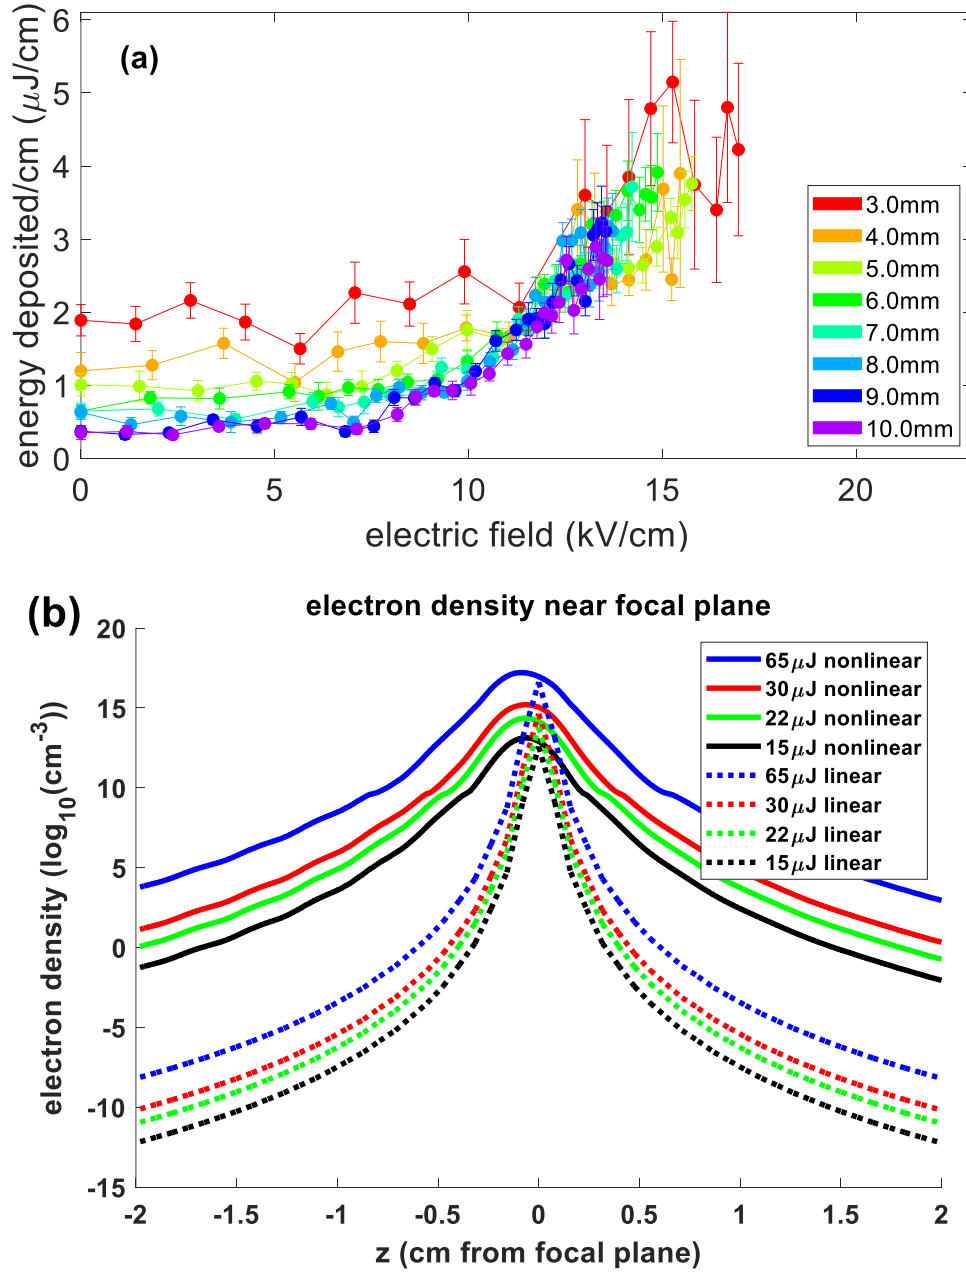 (a)
energy deposited/cm (μJ/cm)
6
5
4
3
2
1
0
0 5 10 15 20
electric field (kV/cm)
3.0mm
4.0mm
5.0mm
6.0mm
7.0mm
8.0mm
9.0mm
10.0mm
(b)
electron density near focal plane
electron density (log10(cm-3))
20
15
10
5
0
-5
-10
-15
-2 -1.5 -1 -0.5 0 0.5 1 1.5 2
z (cm from focal plane)
65μJ nonlinear
30μJ nonlinear
22μJ nonlinear
15μJ nonlinear
65μJ linear
30μJ linear
22μJ linear
15μJ linear